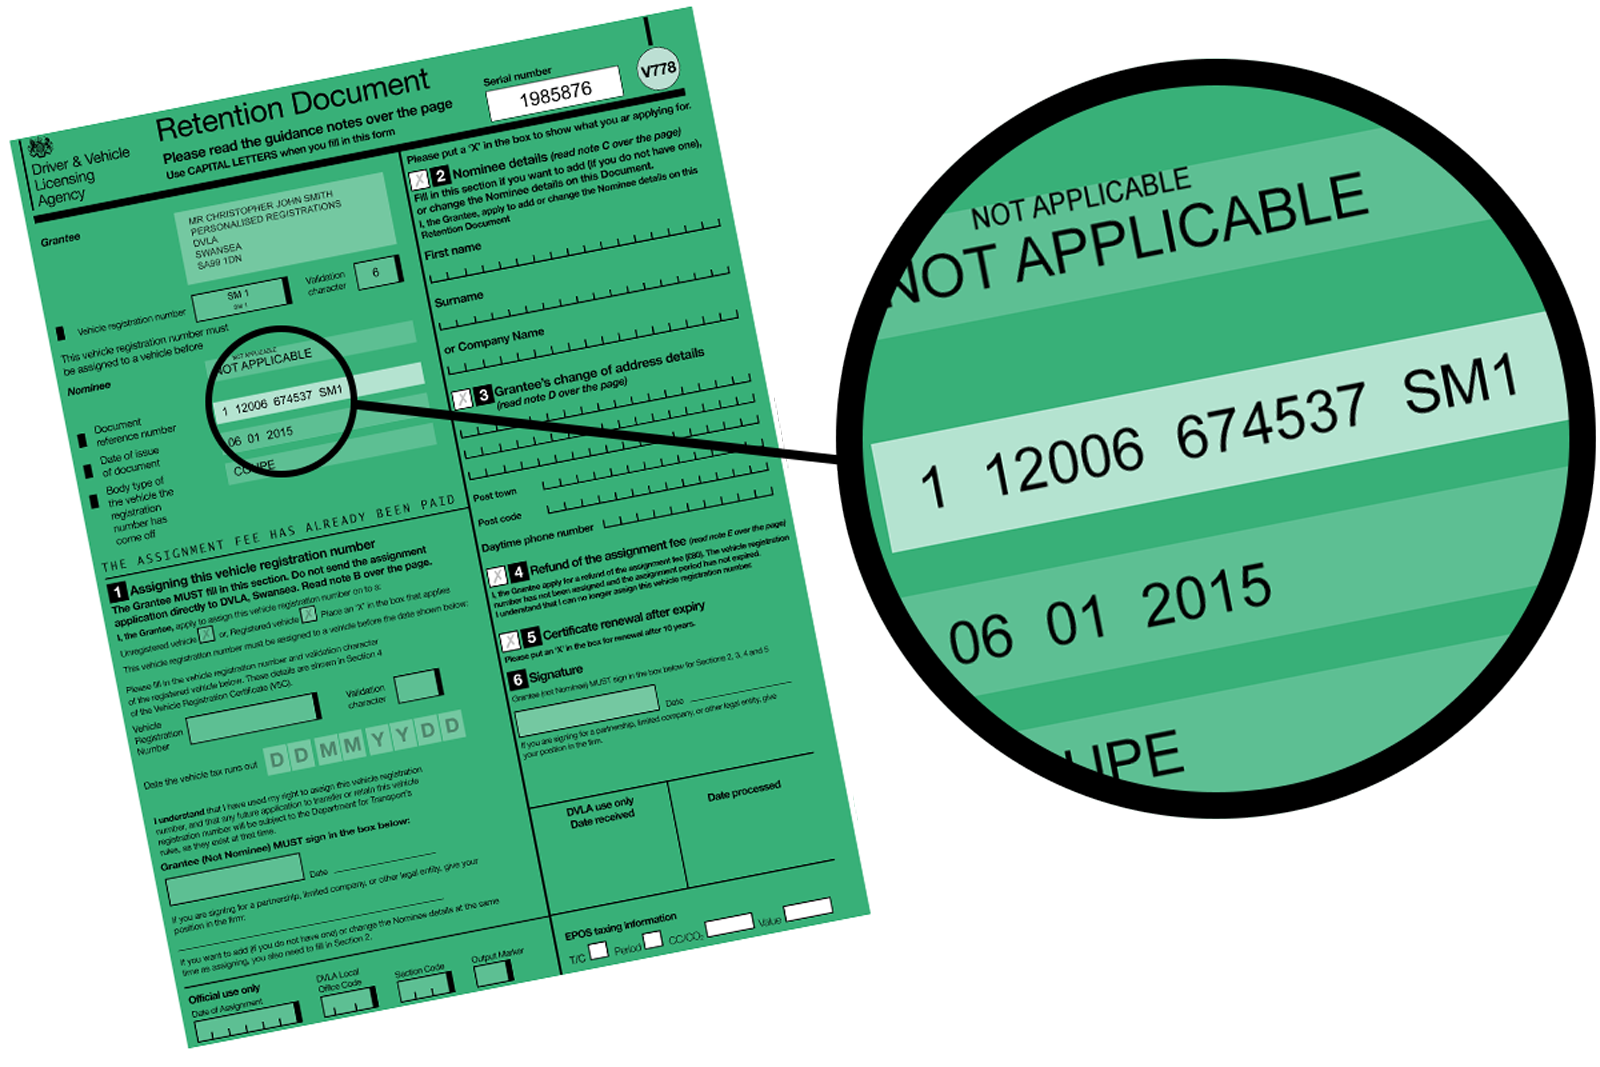 Driver & Vehicle
Licensing
Agency
Retention Document
Please read the guidance notes over the page
Use CAPITAL LETTERS when you fill in this form
Serial number
1985876
V778
Grantee
MR CHRISTOPHER JOHN SMITH
PERSONALISED REGISTRATIONS
DVLA
SWANSEA
SA99 1DN
Vehicle registration number
SM 1
SM 1
Validation
character
6
This vehicle registration number must
be assigned to a vehicle before
NOT APPLICABLE
NOT APPLICABLE
Nominee
Document
reference number
1 12006 674537 SM1
Date of issue
of document
06 01 2015
Body type of
the vehicle the
registration
number has
come off
COUPE
THE ASSIGNMENT FEE HAS ALREADY BEEN PAID
1 Assigning this vehicle registration number
The Grantee MUST fill in this section. Do not send the assignment
application directly to DVLA, Swansea. Read note B over the page.
I, the Grantee, apply to assign this vehicle registration number on to a:
Unregistered vehicle X or, Registered vehicle X Place an 'X' in the box that applies
This vehicle registration number must be assigned to a vehicle before the date shown below:
Please fill in the vehicle registration number and validation character
of the registered vehicle below. These details are shown in Section 4
of the Vehicle Registration Certificate (V5C).
Vehicle
Registration
Number
Validation
character
Date the vehicle tax runs out
D D M M Y Y D D
I understand that I have used my right to assign this vehicle registration
number, and that any future application to transfer or retain this vehicle
registration number will be subject to the Department for Transport's
rules, as they exist at that time.
Grantee (Not Nominee) MUST sign in the box below:
Date
If you are signing for a partnership, limited company, or other legal entity, give your
position in the firm:
If you want to add (if you do not have one) or change the Nominee details at the same
time as assigning, you also need to fill in Section 2.
Official use only
Date of Assignment
DVLA Local
Office Code
Section Code
Output Marker
Please put a 'X' in the box to show what you ar applying for.
X 2 Nominee details (read note C over the page)
Fill in this section if you want to add (if you do not have one),
or change the Nominee details on this Document.
I, the Grantee, apply to add or change the Nominee details on this
Retention Document
First name
Surname
or Company Name
X 3 Grantee's change of address details
(read note D over the page)
Post town
Post code
Daytime phone number
X 4 Refund of the assignment fee (read note E over the page)
I, the Grantee apply for a refund of the assignment fee (£80). The vehicle registration
number has not been assigned and the assignment period has not expired.
I understand that I can no longer assign this vehicle registration number.
X 5 Certificate renewal after expiry
Please put an 'X' in the box for renewal after 10 years.
6 Signature
Grantee (not Nominee) MUST sign in the box below for Sections 2, 3, 4 and 5
Date
If you are signing for a partnership, limited company, or other legal entity, give
your position in the firm.
DVLA use only
Date received
Date processed
EPOS taxing information
T/C
Period
CC/CO₂
Value
NOT APPLICABLE
NOT APPLICABLE
1 12006 674537 SM1
06 01 2015
UPE